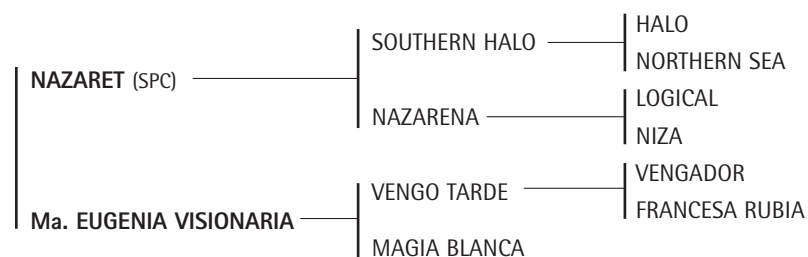 HALO
SOUTHERN HALO
NORTHERN SEA
NAZARET (SPC)
LOGICAL
NAZARENA
NIZA
VENGADOR
VENGO TARDE
FRANCESA RUBIA
Ma. EUGENIA VISIONARIA
MAGIA BLANCA